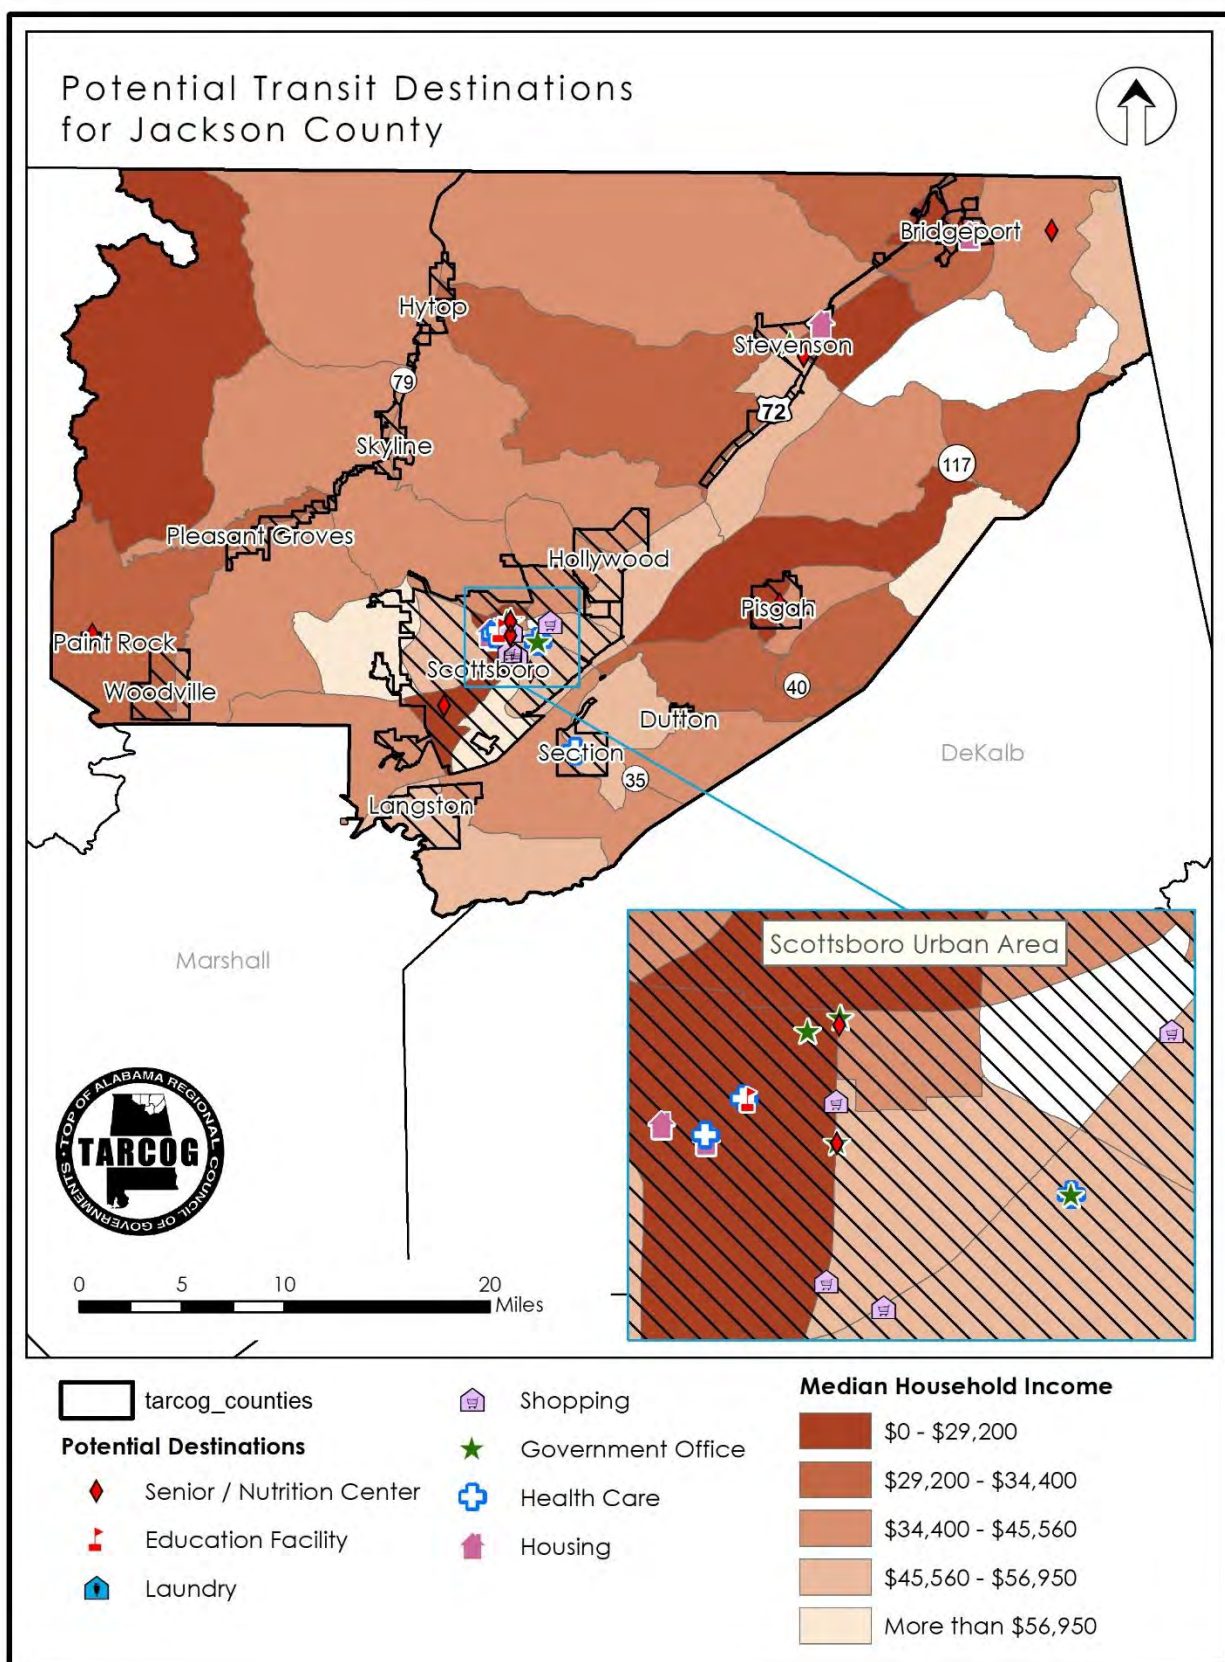 Potential Transit Destinations
for Jackson County
Bridgeport
Hytop
Stevenson
79
72
Skyline
117
Pleasant Groves
Hollywood
Pisgah
Paint Rock
Scottsboro
Woodville
40
Dutton
Section
DeKalb
35
Langston
Scottsboro Urban Area
Marshall
TOP OF ALABAMA REGIONAL
TARCOG
COUNCIL OF GOVERNMENTS
0 5 10 20
Miles
tarcog_counties
Potential Destinations
Senior / Nutrition Center
Education Facility
Laundry
Shopping
Government Office
Health Care
Housing
Median Household Income
$0 - $29,200
$29,200 - $34,400
$34,400 - $45,560
$45,560 - $56,950
More than $56,950